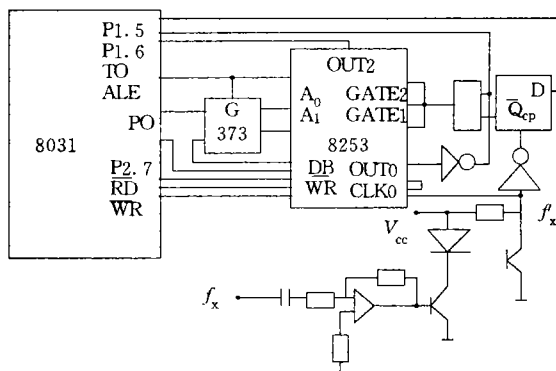 P1.5
P1.6
TO
ALE
PO
8031
P2.7
RD
WR
G
373
OUT2
A0
A1
GATE2
GATE1
8253
DB
WR
OUT0
CLK0
D
Q̅cp
Vcc
fx
f'x